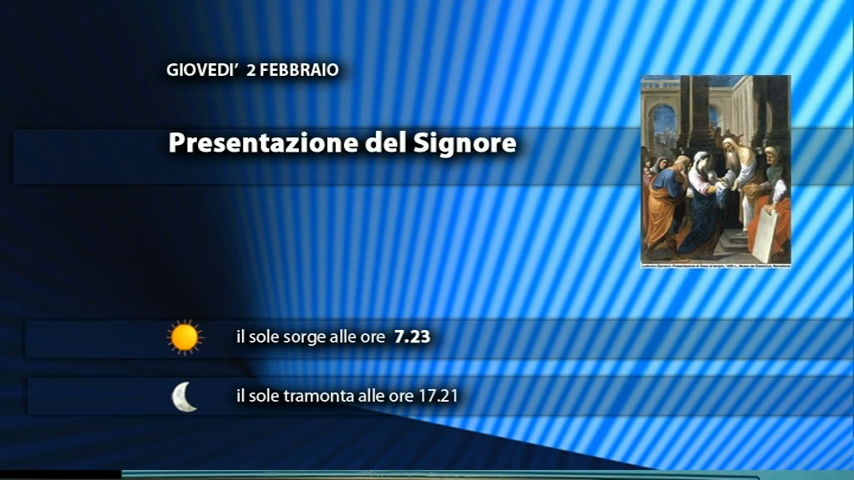 GIOVEDI' 2 FEBBRAIO
Presentazione del Signore
il sole sorge alle ore 7.23
il sole tramonta alle ore 17.21